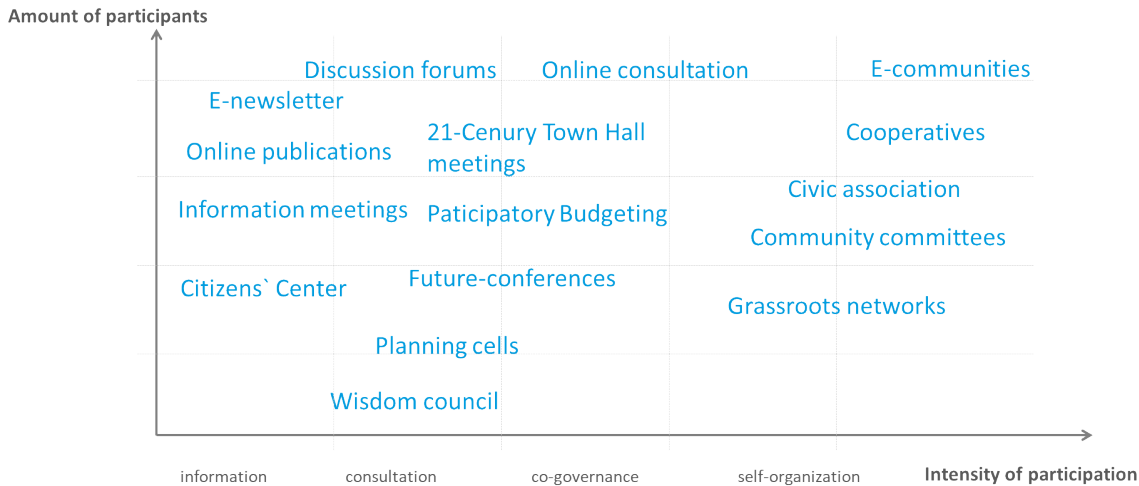 Amount of participants
Discussion forums
Online consultation
E-communities
E-newsletter
21-Cenury Town Hall
meetings
Cooperatives
Online publications
Civic association
Information meetings
Paticipatory Budgeting
Community committees
Future-conferences
Citizens` Center
Grassroots networks
Planning cells
Wisdom council
information
consultation
co-governance
self-organization
Intensity of participation